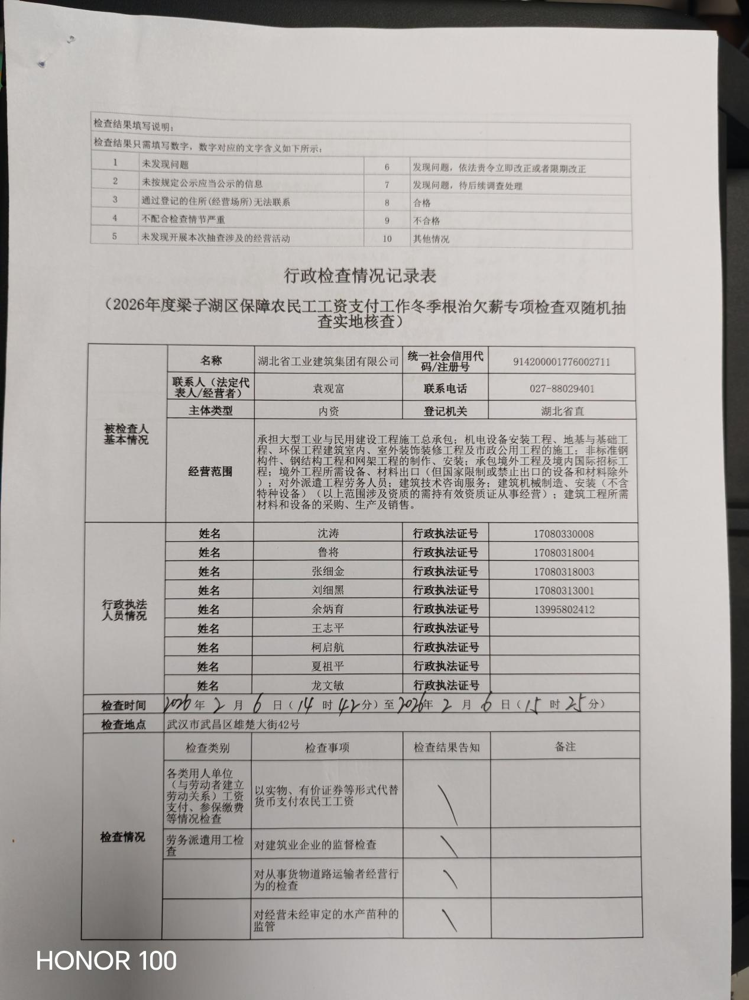 检查结果填写说明：
检查结果只需填写数字，数字对应的文字含义如下所示：
1 未发现问题 6 发现问题，依法责令立即改正或者限期改正
2 未按规定公示应当公示的信息 7 发现问题，待后续调查处理
3 通过登记的住所(经营场所)无法联系 8 合格
4 不配合检查情节严重 9 不合格
5 未发现开展本次抽查涉及的经营活动 10 其他情况
行政检查情况记录表
（2026年度梁子湖区保障农民工工资支付工作冬季根治欠薪专项检查双随机抽
查实地核查）
被检查人
基本情况
名称 湖北省工业建筑集团有限公司 统一社会信用代
码/注册号 914200001776002711
联系人（法定代
表人/经营者） 袁观富 联系电话 027-88029401
主体类型 内资 登记机关 湖北省直
经营范围
承担大型工业与民用建设工程施工总承包；机电设备安装工程、地基与基础工
程、环保工程建筑室内、室外装饰装修工程及市政公用工程的施工；非标准钢
构件、钢结构工程和网架工程的制作、安装；承包境外工程及境内国际招标工
程；境外工程所需设备、材料出口（但国家限制或禁止出口的设备和材料除外
）；对外派遣工程劳务人员；建筑技术咨询服务；建筑机械制造、安装（不含
特种设备）（以上范围涉及资质的需持有效资质证从事经营）；建筑工程所需
材料和设备的采购、生产及销售。
行政执法
人员情况
姓名 沈涛 行政执法证号 17080330008
姓名 鲁将 行政执法证号 17080318004
姓名 张细金 行政执法证号 17080318003
姓名 刘细黑 行政执法证号 17080313001
姓名 余炳育 行政执法证号 13995802412
姓名 王志平 行政执法证号
姓名 柯启航 行政执法证号
姓名 夏祖平 行政执法证号
姓名 龙文敏 行政执法证号
检查时间 2026年 2 月 6 日（14 时 42分）至 2026年 2 月 6 日（15 时 25分）
检查地点 武汉市武昌区雄楚大街42号
检查情况
检查类别 检查事项 检查结果告知 备注
各类用人单位
（与劳动者建立
劳动关系）工资
支付、参保缴费
等情况检查
以实物、有价证券等形式代替
货币支付农民工工资
劳务派遣用工检
查
对建筑业企业的监督检查
对从事货物道路运输者经营行
为的检查
对经营未经审定的水产苗种的
监管
HONOR 100